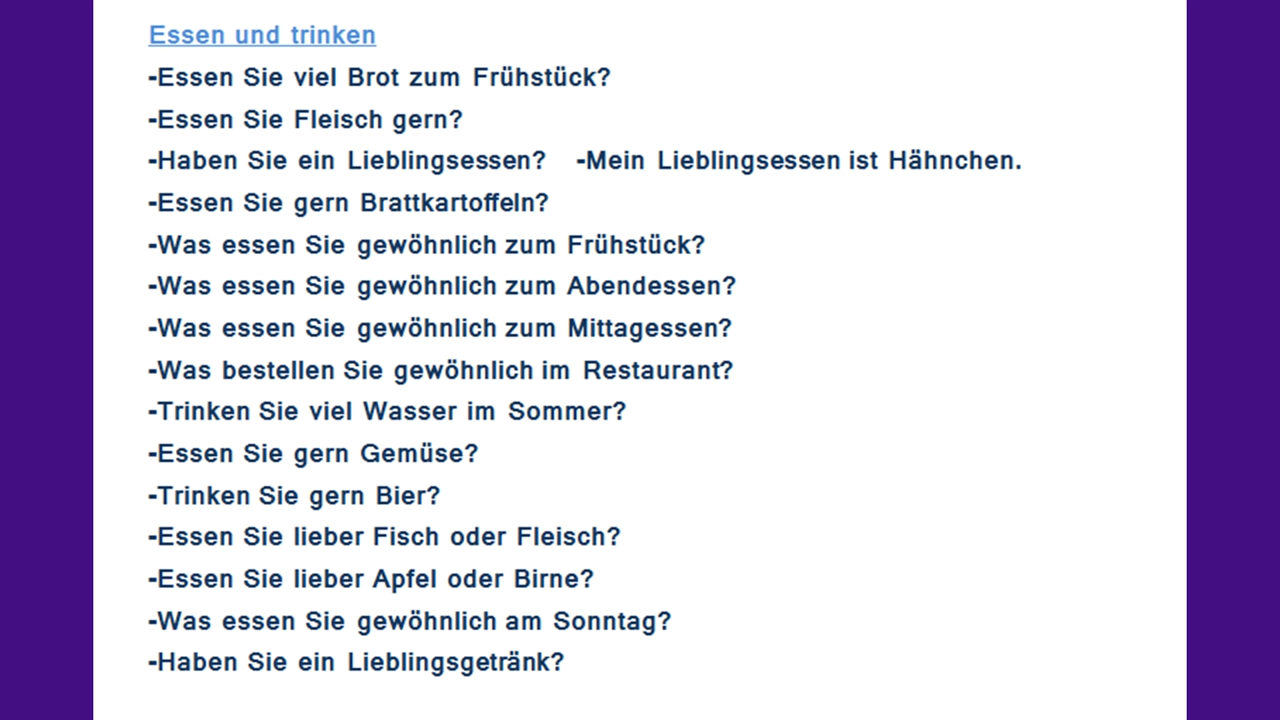 Essen und trinken
-Essen Sie viel Brot zum Frühstück?
-Essen Sie Fleisch gern?
-Haben Sie ein Lieblingsessen? -Mein Lieblingsessen ist Hähnchen.
-Essen Sie gern Brattkartoffeln?
-Was essen Sie gewöhnlich zum Frühstück?
-Was essen Sie gewöhnlich zum Abendessen?
-Was essen Sie gewöhnlich zum Mittagessen?
-Was bestellen Sie gewöhnlich im Restaurant?
-Trinken Sie viel Wasser im Sommer?
-Essen Sie gern Gemüse?
-Trinken Sie gern Bier?
-Essen Sie lieber Fisch oder Fleisch?
-Essen Sie lieber Apfel oder Birne?
-Was essen Sie gewöhnlich am Sonntag?
-Haben Sie ein Lieblingsgetränk?